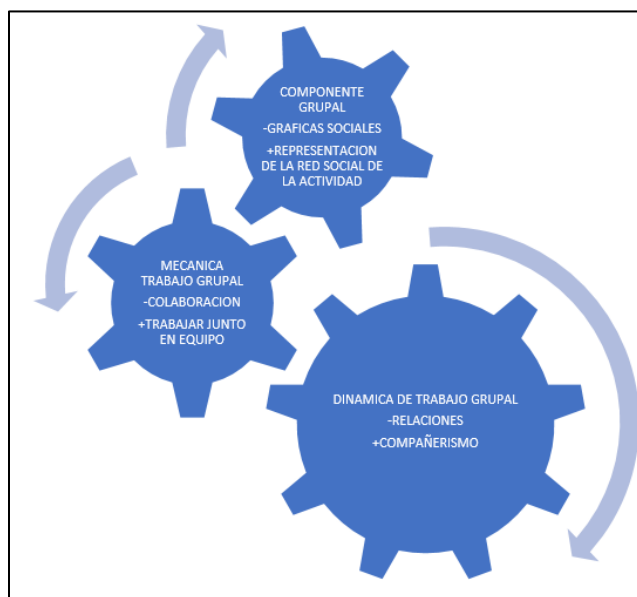 COMPONENTE
GRUPAL
-GRAFICAS SOCIALES
+REPRESENTACION
DE LA RED SOCIAL DE
LA ACTIVIDAD
MECANICA
TRABAJO GRUPAL
-COLABORACION
+TRABAJAR JUNTO
EN EQUIPO
DINAMICA DE TRABAJO GRUPAL
-RELACIONES
+COMPAÑERISMO